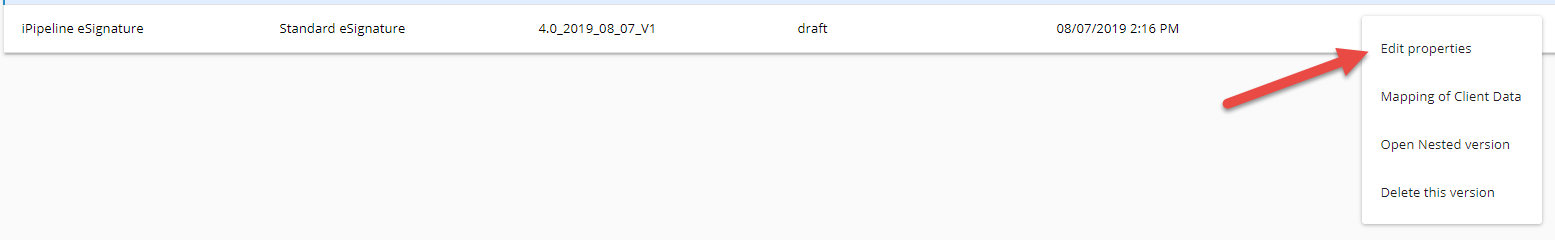 iPipeline eSignature Standard eSignature 4.0_2019_08_07_V1 draft 08/07/2019 2:16 PM
Edit properties
Mapping of Client Data
Open Nested version
Delete this version